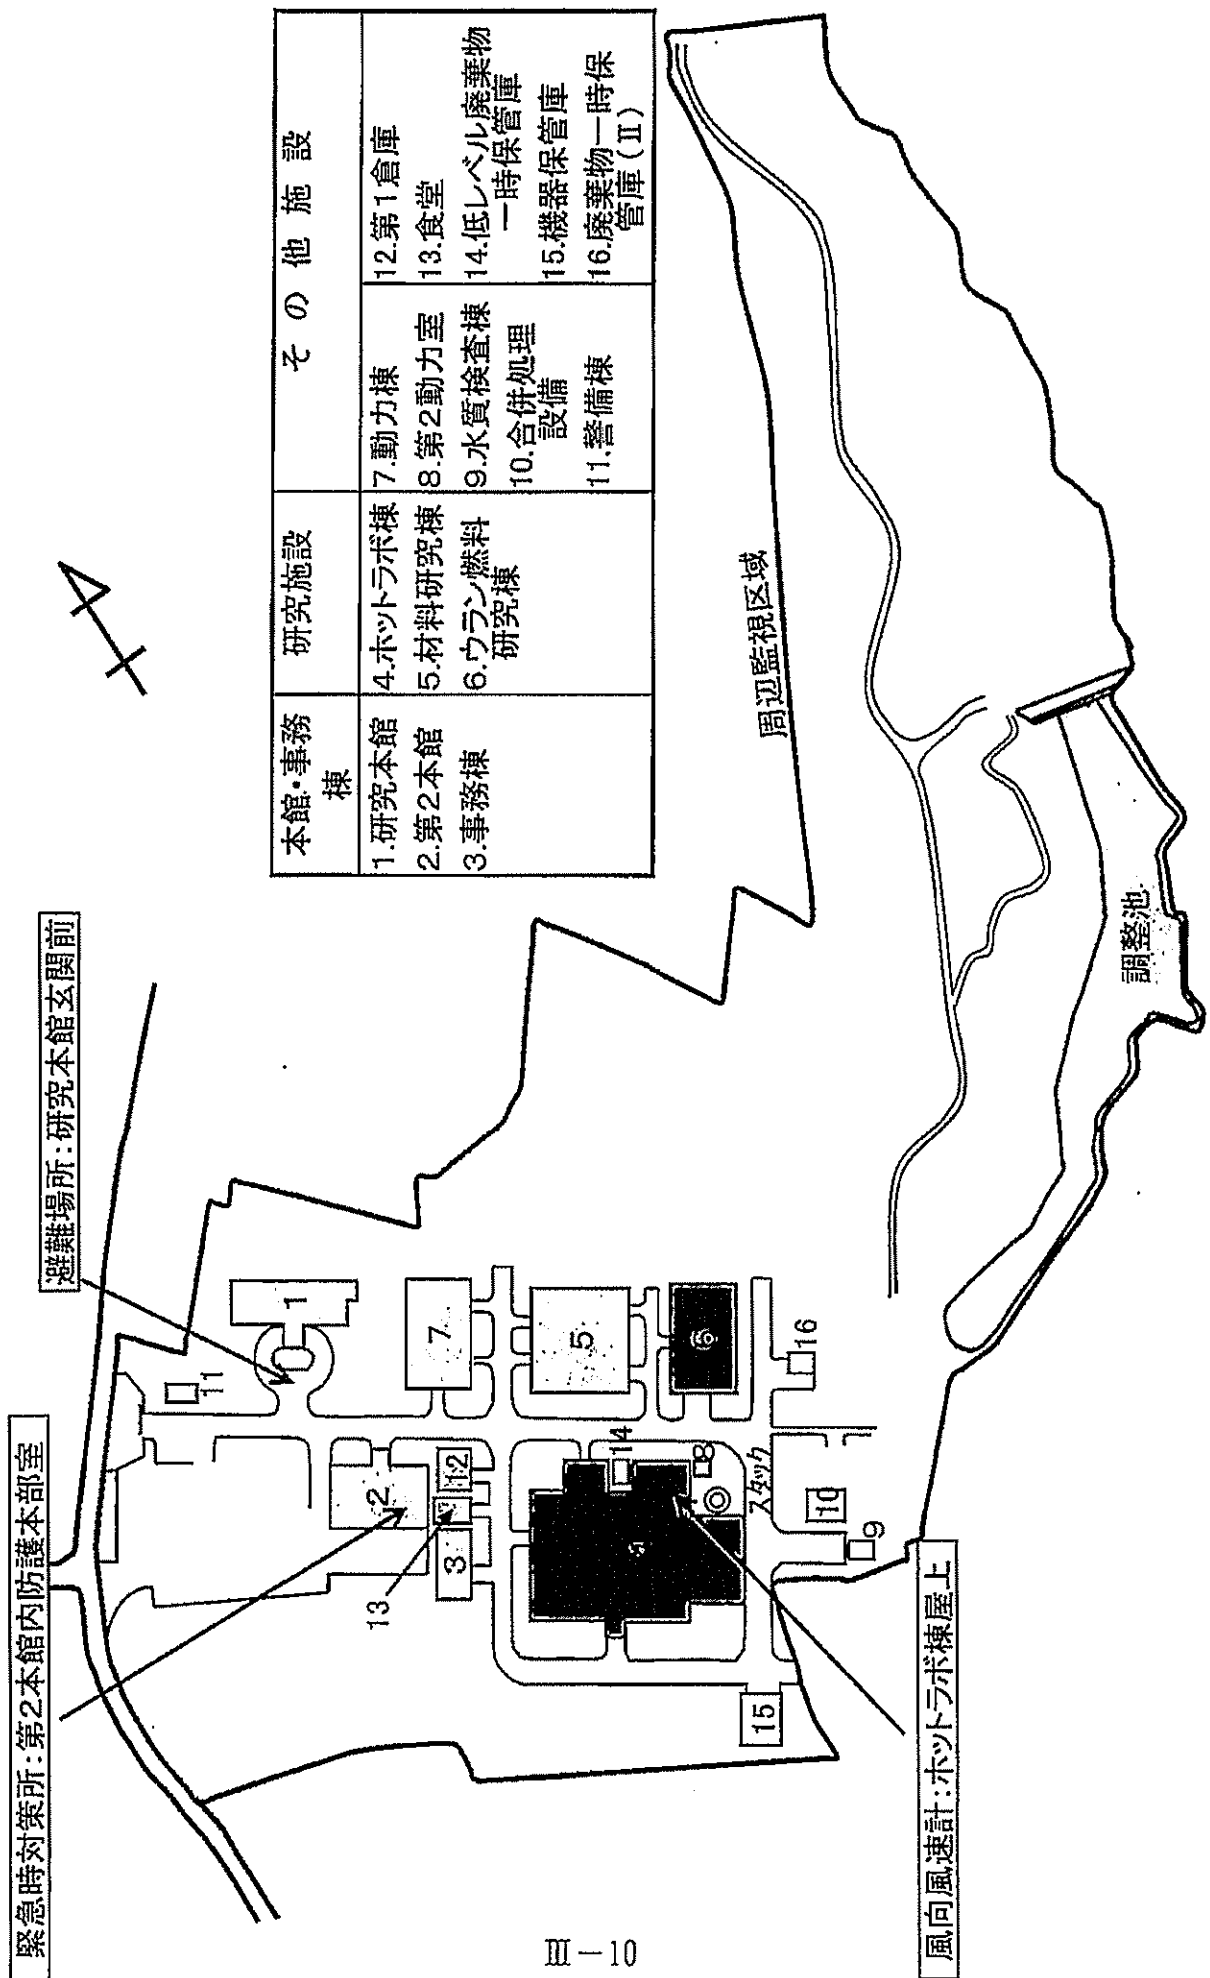 緊急時対策所:第2本館内防護本部室
避難場所:研究本館玄関前
本館・事務棟
研究施設
その他施設
1.研究本館
2.第2本館
3.事務棟
4.ホットラボ棟
5.材料研究棟
6.ウラン燃料
研究棟
7.動力棟
8.第2動力室
9.水質検査棟
10.合併処理
設備
11.警備棟
12.第1倉庫
13.食堂
14.低レベル廃棄物
一時保管庫
15.機器保管庫
16.廃棄物一時保
管庫(Ⅱ)
11
1
2
13
3
12
7
5
6
4
14
8
スタック
16
15
10
9
周辺監視区域
調整池
風向風速計:ホットラボ棟屋上
Ⅲ-10